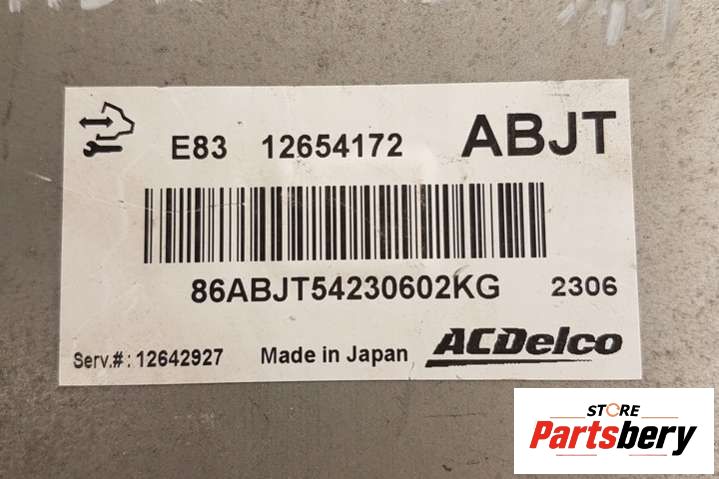 E83 12654172 ABJT
86ABJT54230602KG 2306
Serv.#: 12642927 Made in Japan ACDelco
STORE
Partsbery